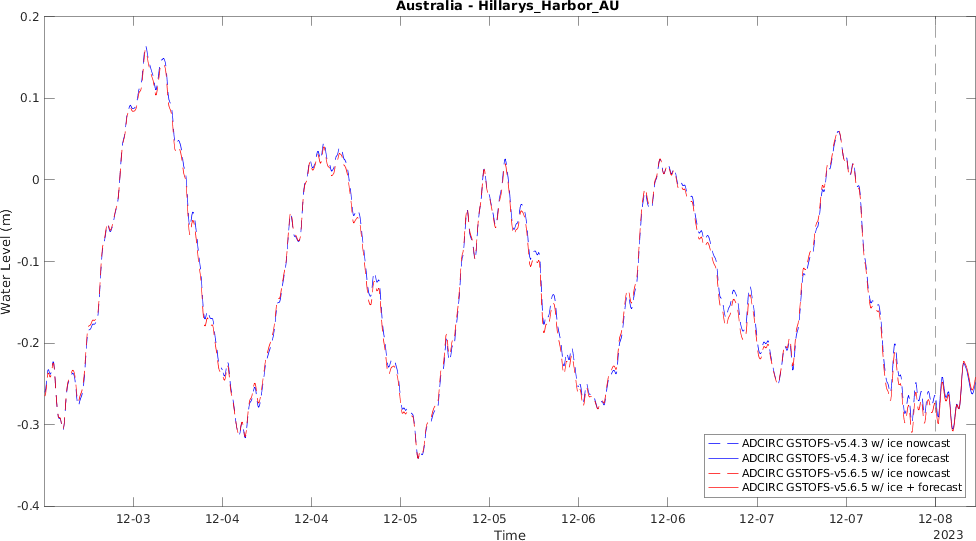 Australia - Hillarys_Harbor_AU
0.2
0.1
0
-0.1
-0.2
-0.3
-0.4
Water Level (m)
12-03 12-04 12-04 12-05 12-05 12-06 12-06 12-07 12-07 12-08
2023
Time
ADCIRC GSTOFS-v5.4.3 w/ ice nowcast
ADCIRC GSTOFS-v5.4.3 w/ ice forecast
ADCIRC GSTOFS-v5.6.5 w/ ice nowcast
ADCIRC GSTOFS-v5.6.5 w/ ice + forecast